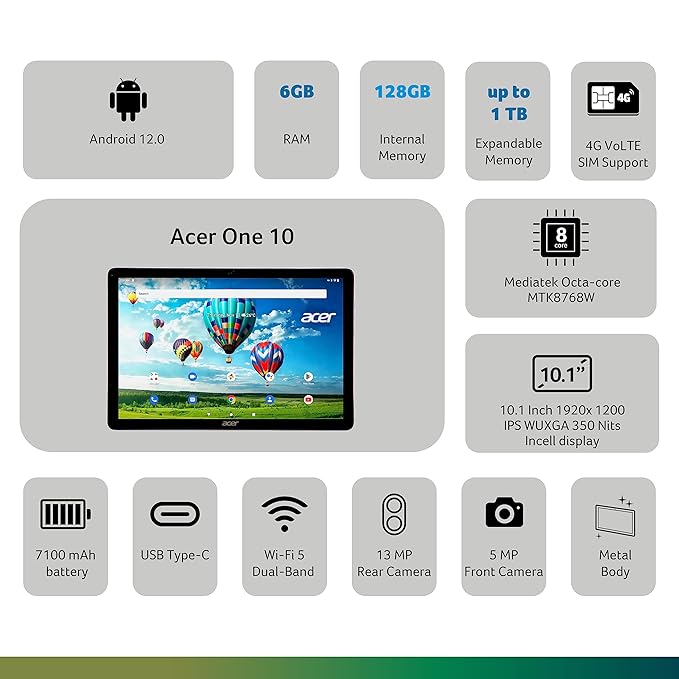 Android 12.0
6GB
RAM
128GB
Internal
Memory
up to
1 TB
Expandable
Memory
4G
4G VoLTE
SIM Support
Acer One 10
acer
acer
8
core
Mediatek Octa-core
MTK8768W
10.1”
10.1 Inch 1920x 1200
IPS WUXGA 350 Nits
Incell display
7100 mAh
battery
USB Type-C
Wi-Fi 5
Dual-Band
13 MP
Rear Camera
5 MP
Front Camera
Metal
Body